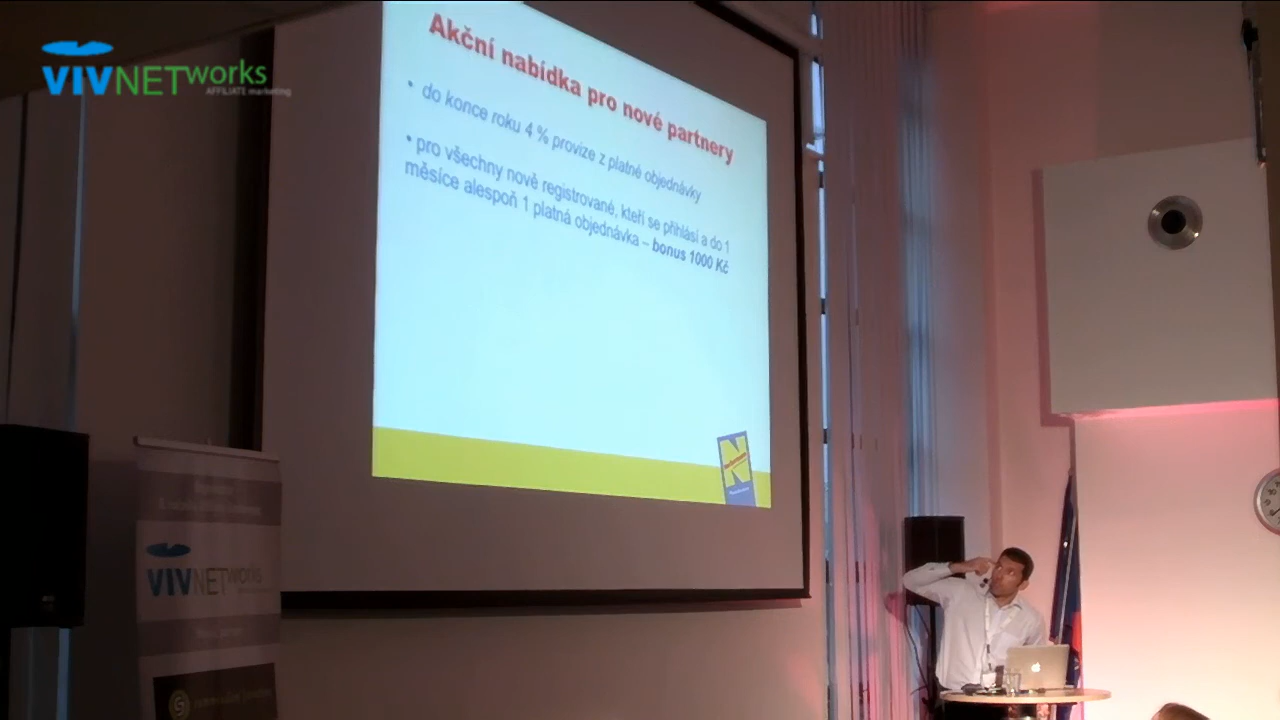 VIVNETworks
AFFILIATE marketing
Akční nabídka pro nové partnery
• do konce roku 4 % provize z platné objednávky
• pro všechny nově registrované, kteří se přihlásí a do 1
měsíce alespoň 1 platná objednávka – bonus 1000 Kč
N
VIVNETworks